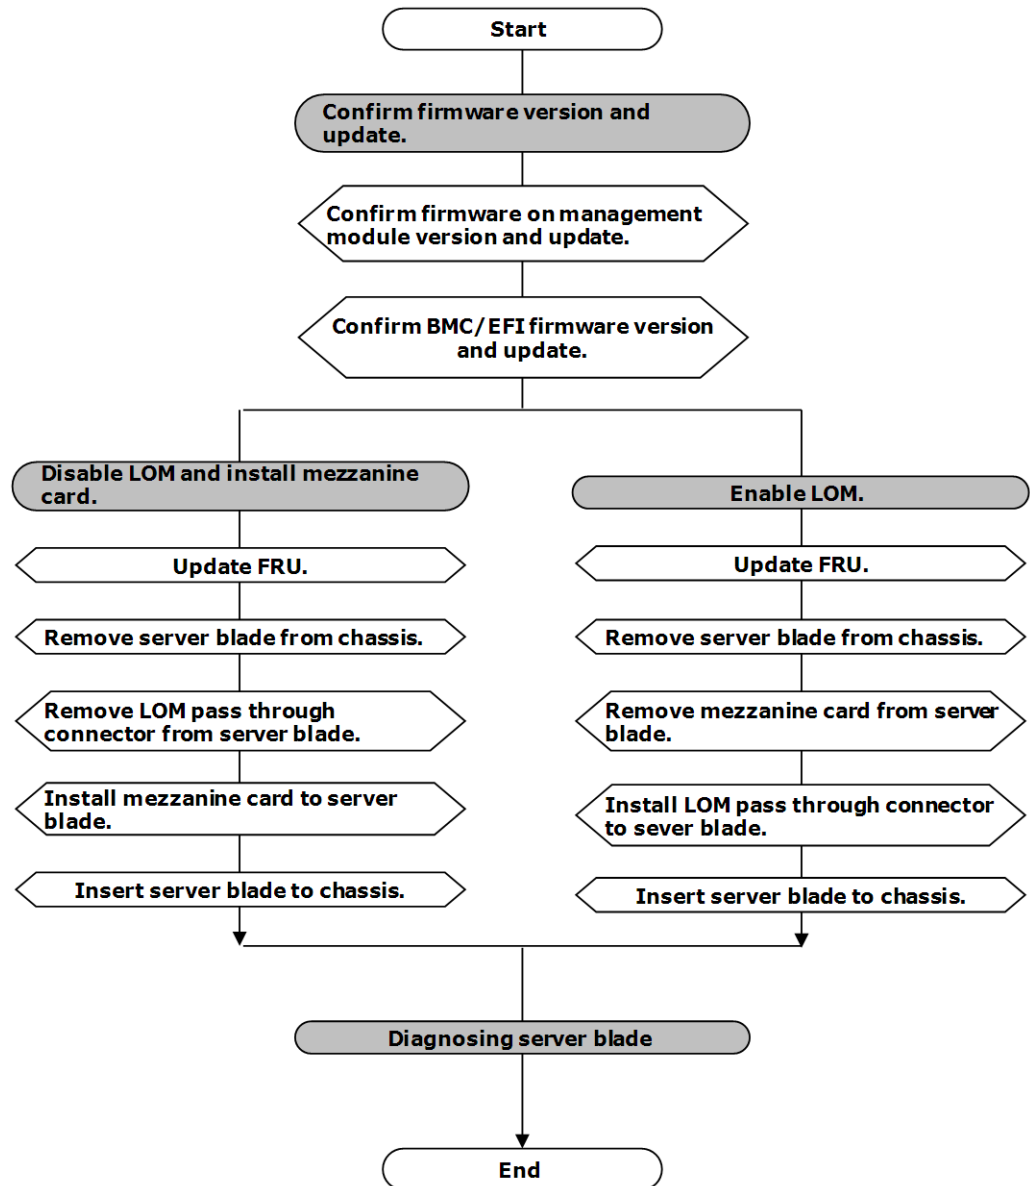 Start
Confirm firmware version and
update.
Confirm firmware on management
module version and update.
Confirm BMC/EFI firmware version
and update.
Disable LOM and install mezzanine
card.
Update FRU.
Remove server blade from chassis.
Remove LOM pass through
connector from server blade.
Install mezzanine card to server
blade.
Insert server blade to chassis.
Enable LOM.
Update FRU.
Remove server blade from chassis.
Remove mezzanine card from server
blade.
Install LOM pass through connector
to sever blade.
Insert server blade to chassis.
Diagnosing server blade
End